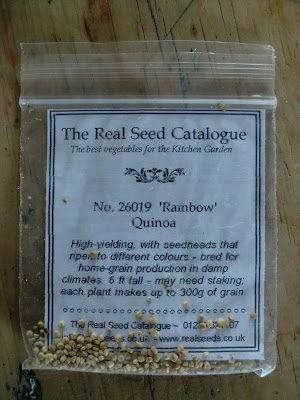 The Real Seed Catalogue
The best vegetables for the Kitchen Garden
No. 26019 'Rainbow'
Quinoa
High-yielding, with seedheads that
ripen to different colours - bred for
home-grain production in damp
climates. 6 ft tall - may need staking;
each plant makes up to 300g of grain.
The Real Seed Catalogue ~
www.realseeds.co.uk